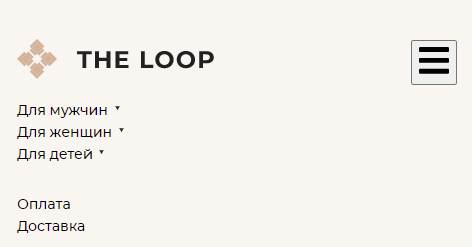 THE LOOP
Для мужчин
Для женщин
Для детей
Оплата
Доставка